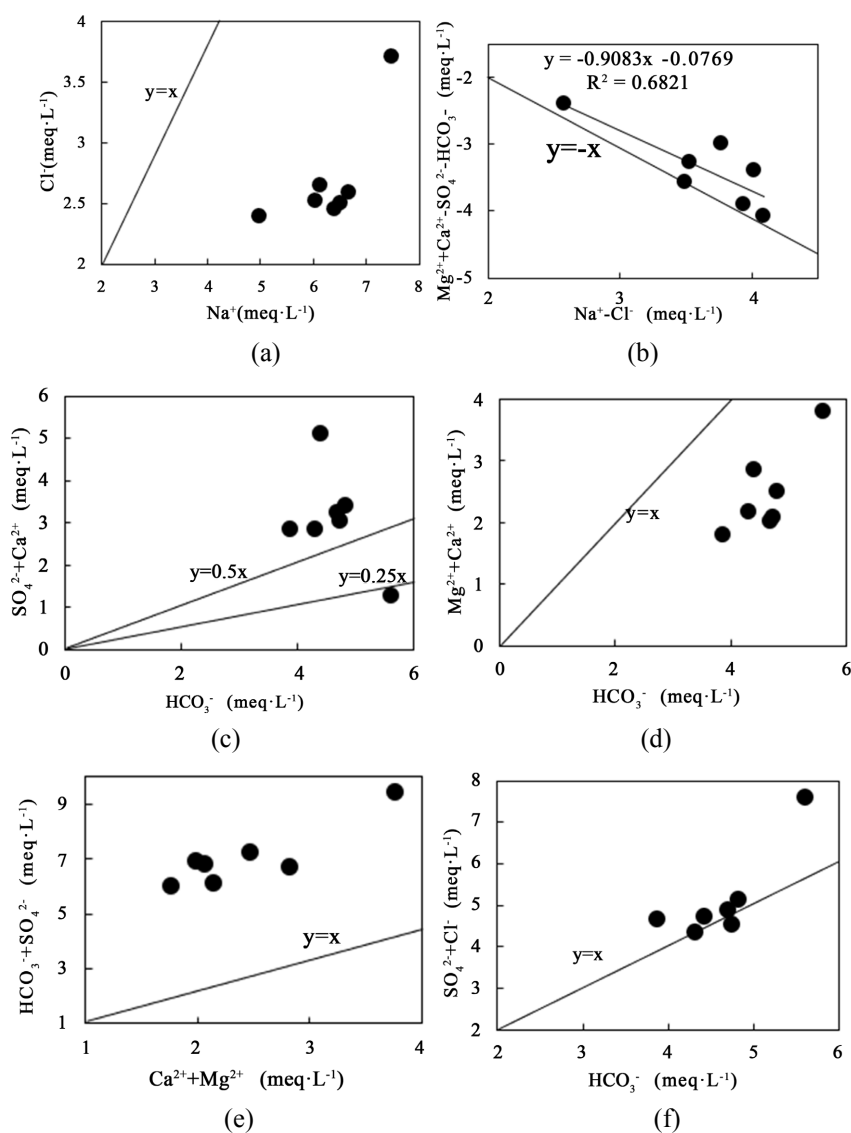 4
3.5
3
2.5
2
y=x
Cl⁻(meq·L⁻¹)
2 3 4 5 6 7 8
Na⁺(meq·L⁻¹)
(a)
y = -0.9083x -0.0769
R² = 0.6821
y=-x
-2
-3
-4
-5
Mg²⁺+Ca²⁺-SO₄²⁻-HCO₃- (meq·L⁻¹)
2 3 4
Na⁺-Cl⁻ (meq·L⁻¹)
(b)
6
5
4
3
2
1
0
y=0.5x
y=0.25x
SO₄²⁻+Ca²⁺ (meq·L⁻¹)
0 2 4 6
HCO₃⁻ (meq·L⁻¹)
(c)
4
3
2
1
0
y=x
Mg²⁺+Ca²⁺ (meq·L⁻¹)
0 2 4 6
HCO₃⁻ (meq·L⁻¹)
(d)
9
7
5
3
1
y=x
HCO₃⁻+SO₄²⁻ (meq·L⁻¹)
1 2 3 4
Ca²⁺+Mg²⁺ (meq·L⁻¹)
(e)
8
7
6
5
4
3
2
y=x
SO₄²⁻+Cl⁻ (meq·L⁻¹)
2 3 4 5 6
HCO₃⁻ (meq·L⁻¹)
(f)